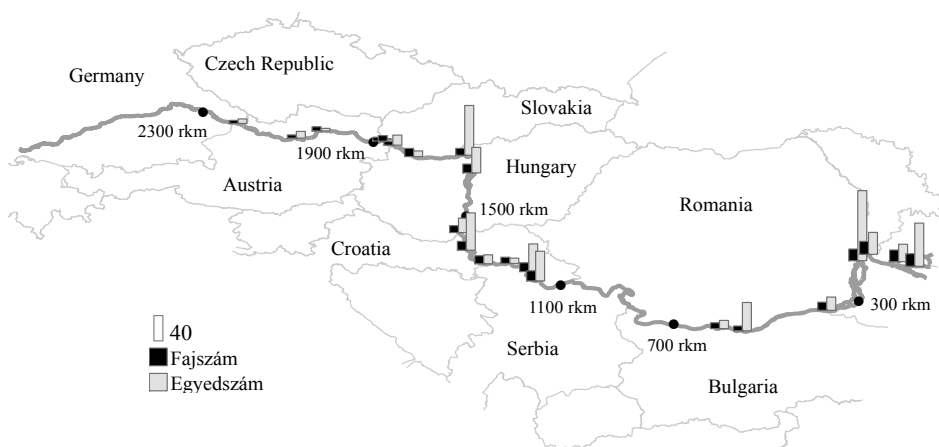 Czech Republic
Germany
Slovakia
2300 rkm
1900 rkm
Hungary
Austria
Romania
1500 rkm
Croatia
1100 rkm
300 rkm
40
700 rkm
Serbia
Fajszám
Egyedszám
Bulgaria